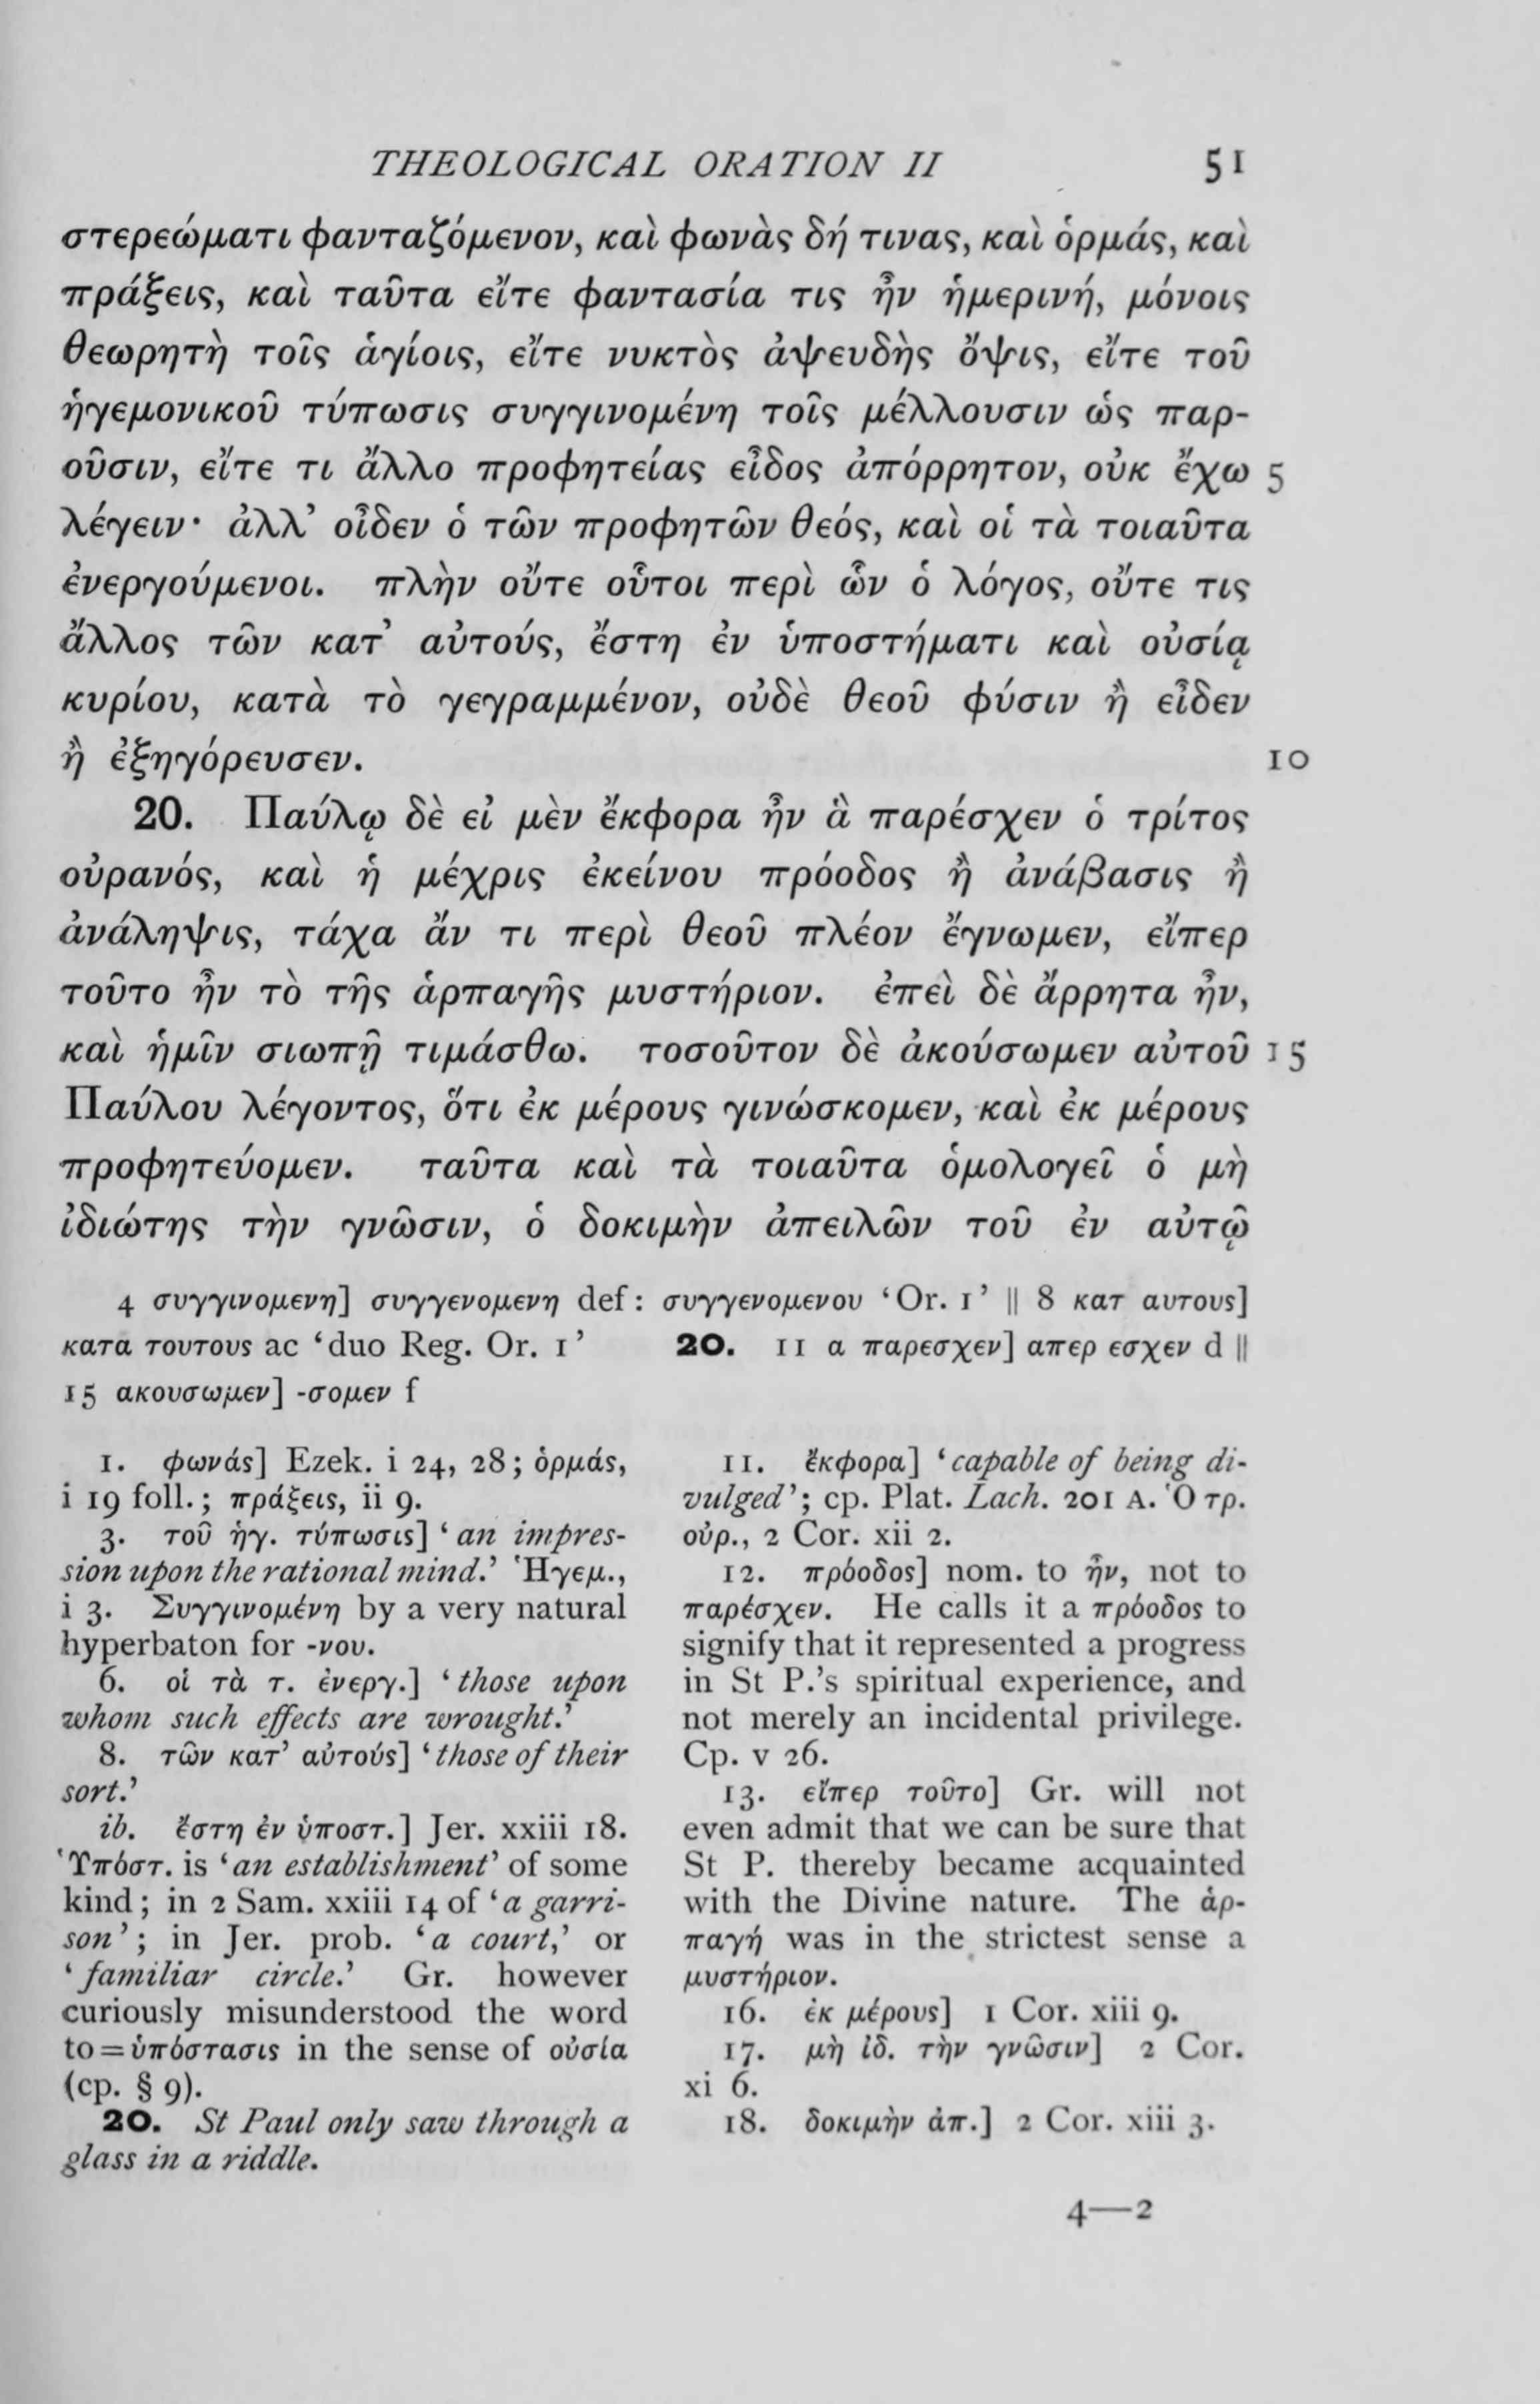 THEOLOGICAL ORATION II 51
στερεώματι φανταζόμενον, καὶ φωνὰς δή τινας, καὶ ὁρμάς, καὶ
πράξεις, καὶ ταῦτα εἴτε φαντασία τις ἦν ἡμερινή, μόνοις
θεωρητὴ τοῖς ἁγίοις, εἴτε νυκτὸς ἀψευδὴς ὄψις, εἴτε τοῦ
ἡγεμονικοῦ τύπωσις συγγινομένη τοῖς μέλλουσιν ὡς παρ-
οῦσιν, εἴτε τι ἄλλο προφητείας εἶδος ἀπόρρητον, οὐκ ἔχω 5
λέγειν· ἀλλ’ οἶδεν ὁ τῶν προφητῶν θεός, καὶ οἱ τὰ τοιαῦτα
ἐνεργούμενοι. πλὴν οὔτε οὗτοι περὶ ὧν ὁ λόγος, οὔτε τις
ἄλλος τῶν κατ’ αὐτούς, ἔστη ἐν ὑποστήματι καὶ οὐσίᾳ
κυρίου, κατὰ τὸ γεγραμμένον, οὐδὲ θεοῦ φύσιν ἢ εἶδεν
ἢ ἐξηγόρευσεν. 10
20. Παύλῳ δὲ εἰ μὲν ἔκφορα ἦν ἃ παρέσχεν ὁ τρίτος
οὐρανός, καὶ ἡ μέχρις ἐκείνου πρόοδος ἢ ἀνάβασις ἢ
ἀνάληψις, τάχα ἄν τι περὶ θεοῦ πλέον ἔγνωμεν, εἴπερ
τοῦτο ἦν τὸ τῆς ἁρπαγῆς μυστήριον. ἐπεὶ δὲ ἄρρητα ἦν,
καὶ ἡμῖν σιωπῇ τιμάσθω. τοσοῦτον δὲ ἀκούσωμεν αὐτοῦ 15
Παύλου λέγοντος, ὅτι ἐκ μέρους γινώσκομεν, καὶ ἐκ μέρους
προφητεύομεν. ταῦτα καὶ τὰ τοιαῦτα ὁμολογεῖ ὁ μὴ
ἰδιώτης τὴν γνῶσιν, ὁ δοκιμὴν ἀπειλῶν τοῦ ἐν αὐτῷ
4 συγγινομενη] συγγενομενη def: συγγενομενου ‘Or. 1’ || 8 κατ αυτους]
κατα τουτους ac ‘duo Reg. Or. 1’ 20. 11 α παρεσχεν] απερ εσχεν d ||
15 ακουσωμεν] -σομεν f
1. φωνάς] Ezek. i 24, 28; ὁρμάς,
i 19 foll.; πράξεις, ii 9.
3. τοῦ ἡγ. τύπωσις] ‘an impres-
sion upon the rational mind.’ Ἡγεμ.,
i 3. Συγγινομένη by a very natural
hyperbaton for -νου.
6. οἱ τὰ τ. ἐνεργ.] ‘those upon
whom such effects are wrought.’
8. τῶν κατ’ αὐτούς] ‘those of their
sort.’
ib. ἔστη ἐν ὑποστ.] Jer. xxiii 18.
Ὑπόστ. is ‘an establishment’ of some
kind; in 2 Sam. xxiii 14 of ‘a garri-
son’; in Jer. prob. ‘a court,’ or
‘familiar circle.’ Gr. however
curiously misunderstood the word
to=ὑπόστασις in the sense of οὐσία
(cp. § 9).
20. St Paul only saw through a
glass in a riddle.
11. ἔκφορα] ‘capable of being di-
vulged’; cp. Plat. Lach. 201 A. Ὁ τρ.
οὐρ., 2 Cor. xii 2.
12. πρόοδος] nom. to ἦν, not to
παρέσχεν. He calls it a πρόοδος to
signify that it represented a progress
in St P.’s spiritual experience, and
not merely an incidental privilege.
Cp. v 26.
13. εἴπερ τοῦτο] Gr. will not
even admit that we can be sure that
St P. thereby became acquainted
with the Divine nature. The ἁρ-
παγή was in the strictest sense a
μυστήριον.
16. ἐκ μέρους] 1 Cor. xiii 9.
17. μὴ ἰδ. τὴν γνῶσιν] 2 Cor.
xi 6.
18. δοκιμὴν ἀπ.] 2 Cor. xiii 3.
4—2